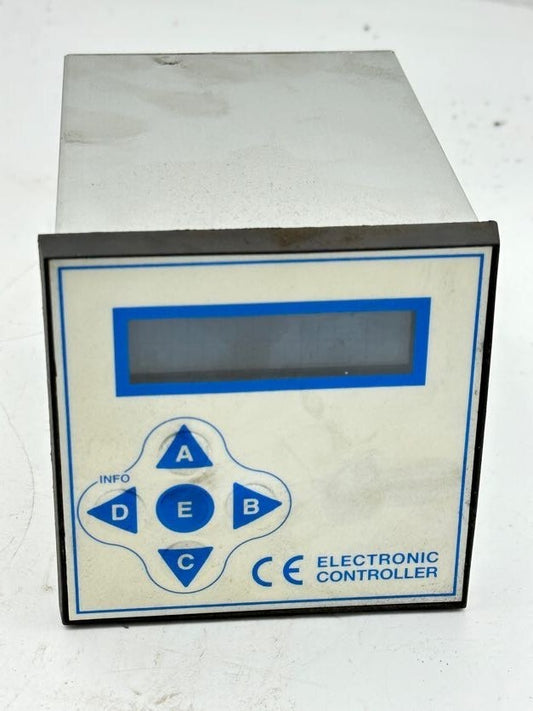 A
INFO
D E B
C
CE ELECTRONIC
CONTROLLER